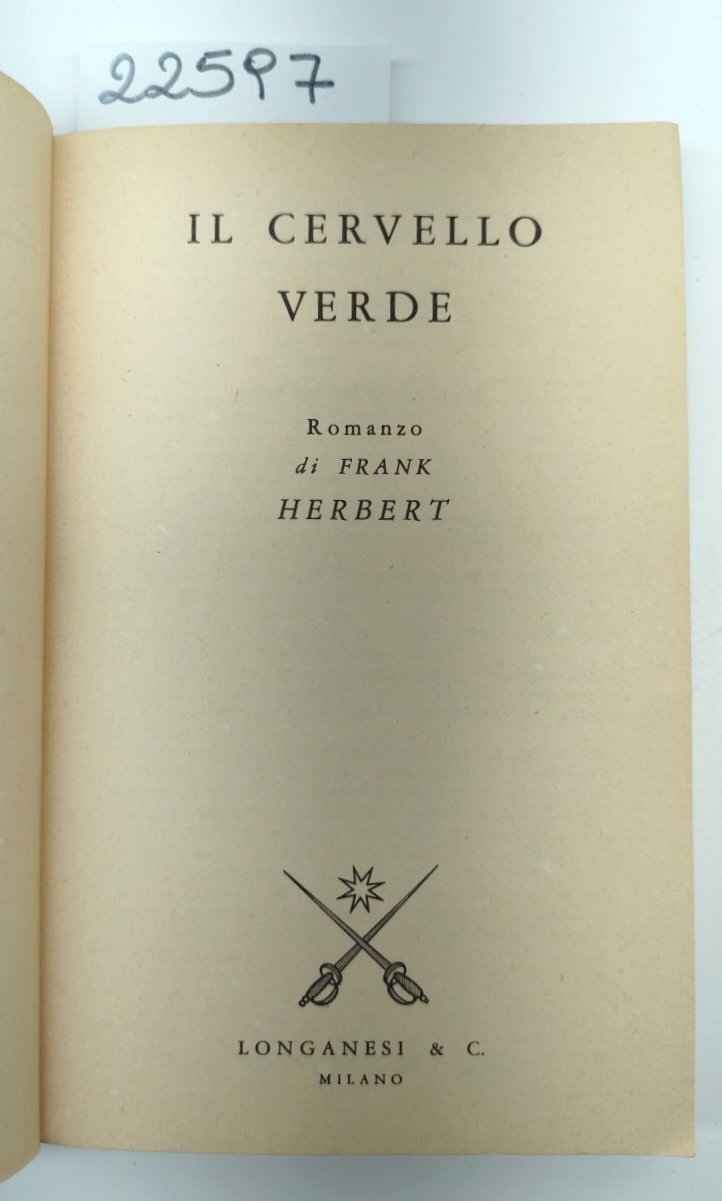 22597
IL CERVELLO
VERDE
Romanzo
di FRANK
HERBERT
LONGANESI & C.
MILANO